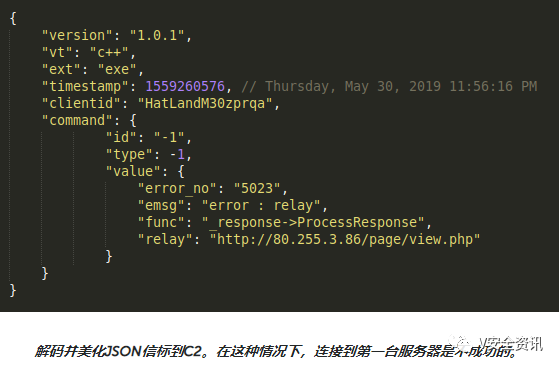 {
"version": "1.0.1",
"vt": "c++",
"ext": "exe",
"timestamp": 1559260576, // Thursday, May 30, 2019 11:56:16 PM
"clientid": "HatLandM30zprqa",
"command": {
"id": "-1",
"type": -1,
"value": {
"error_no": "5023",
"emsg": "error : relay",
"func": "_response->ProcessResponse",
"relay": "http://80.255.3.86/page/view.php"
}
}
}
解码并美化JSON信标到C2。在这种情况下，连接到第一台服务器是不成功的。
V安全资讯